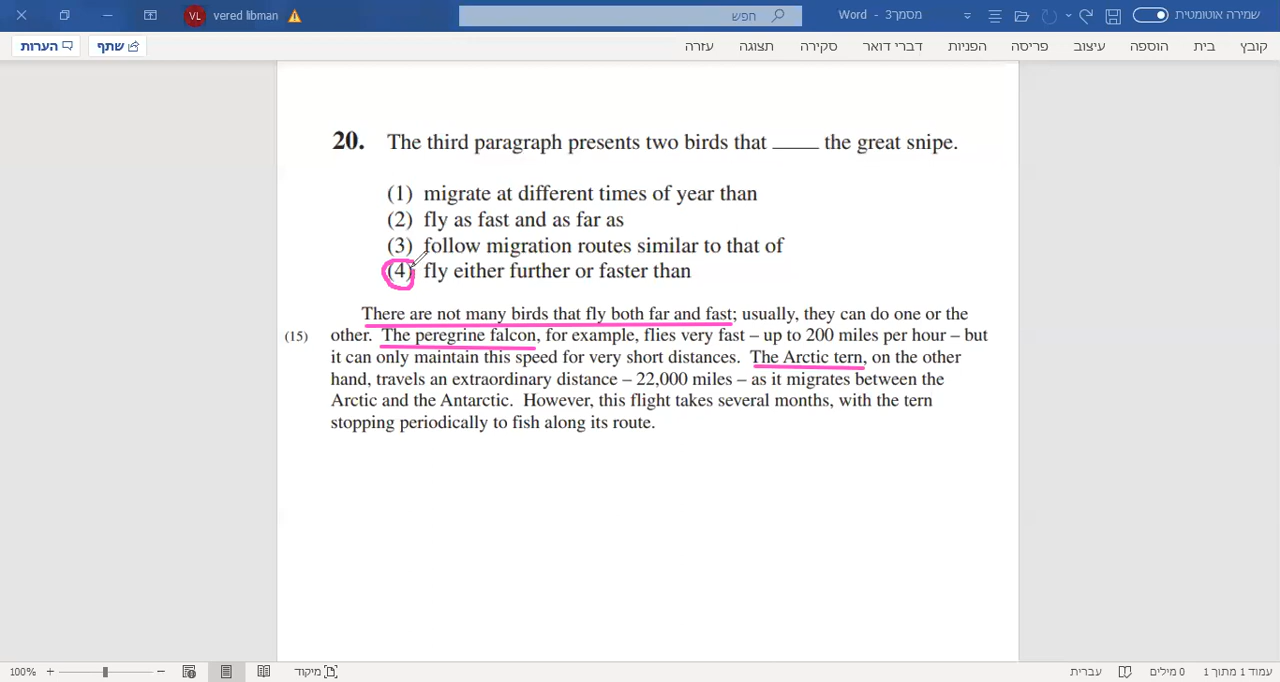 שמירה אוטומטית
מסמך3 - Word
חיפש
vered libman
VL
קובץ
בית
הוספה
עיצוב
פריסה
הפניות
דברי דואר
סקירה
תצוגה
עזרה
שתף
הערות
20. The third paragraph presents two birds that ____ the great snipe.
(1) migrate at different times of year than
(2) fly as fast and as far as
(3) follow migration routes similar to that of
(4) fly either further or faster than
There are not many birds that fly both far and fast; usually, they can do one or the
(15) other. The peregrine falcon, for example, flies very fast – up to 200 miles per hour – but
it can only maintain this speed for very short distances. The Arctic tern, on the other
hand, travels an extraordinary distance – 22,000 miles – as it migrates between the
Arctic and the Antarctic. However, this flight takes several months, with the tern
stopping periodically to fish along its route.
עמוד 1 מתוך 1
0 מילים
עברית
מיקוד
100%